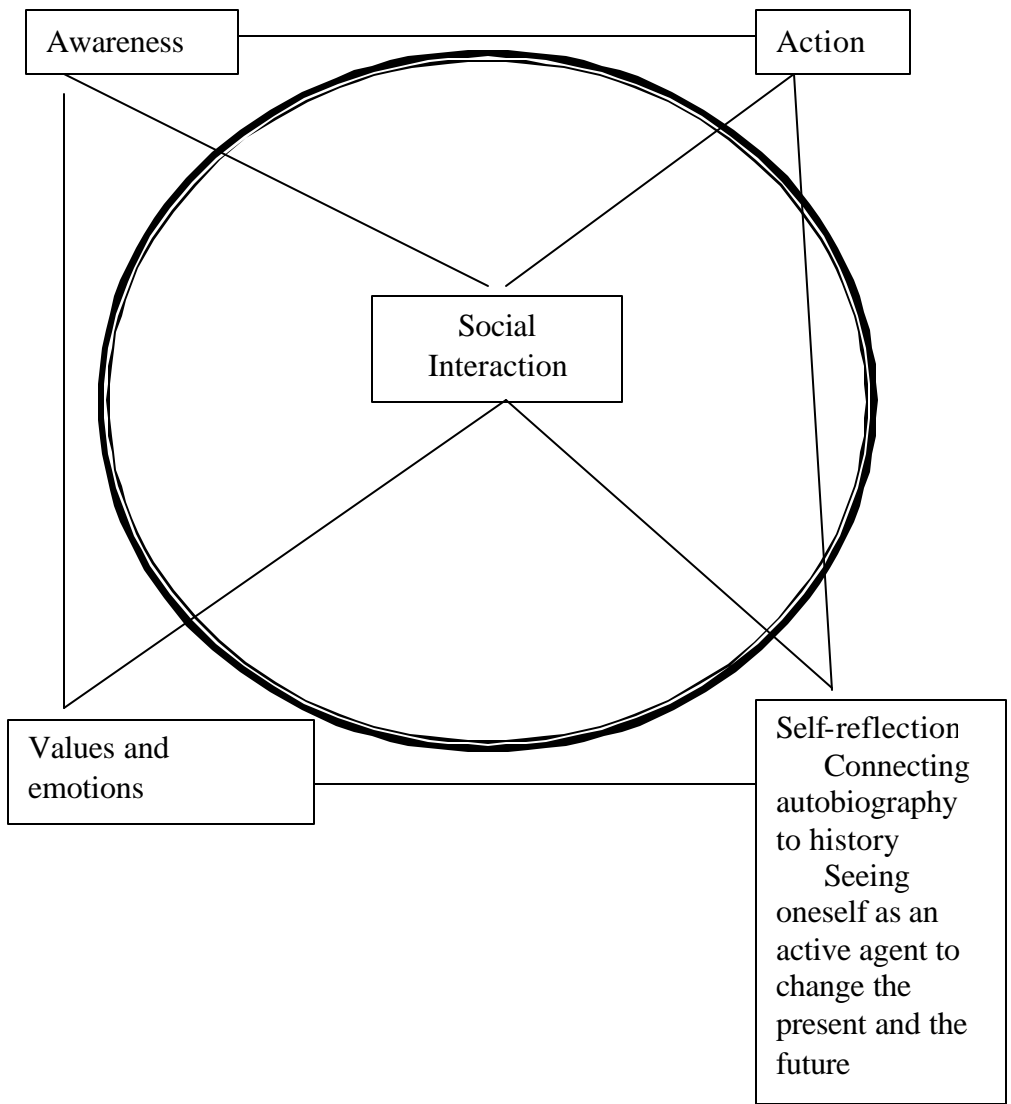 Awareness
Action
Social
Interaction
Values and
emotions
Self-reflection
Connecting
autobiography
to history
Seeing
oneself as an
active agent to
change the
present and the
future